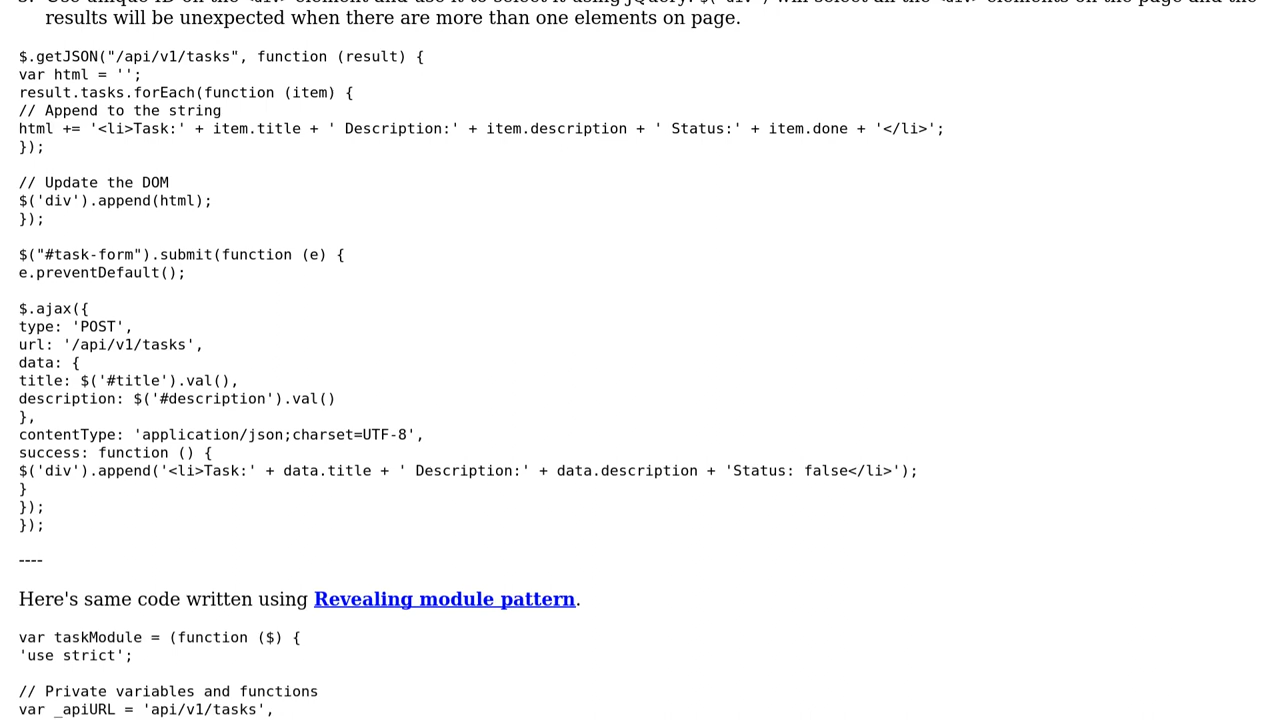 results will be unexpected when there are more than one elements on page.
$.getJSON("/api/v1/tasks", function (result) {
var html = '';
result.tasks.forEach(function (item) {
// Append to the string
html += '<li>Task:' + item.title + ' Description:' + item.description + ' Status:' + item.done + '</li>';
});
// Update the DOM
$('div').append(html);
});
$("#task-form").submit(function (e) {
e.preventDefault();
$.ajax({
type: 'POST',
url: '/api/v1/tasks',
data: {
title: $('#title').val(),
description: $('#description').val()
},
contentType: 'application/json;charset=UTF-8',
success: function () {
$('div').append('<li>Task:' + data.title + ' Description:' + data.description + 'Status: false</li>');
}
});
});
----
Here's same code written using Revealing module pattern.
var taskModule = (function ($) {
'use strict';
// Private variables and functions
var _apiURL = 'api/v1/tasks',